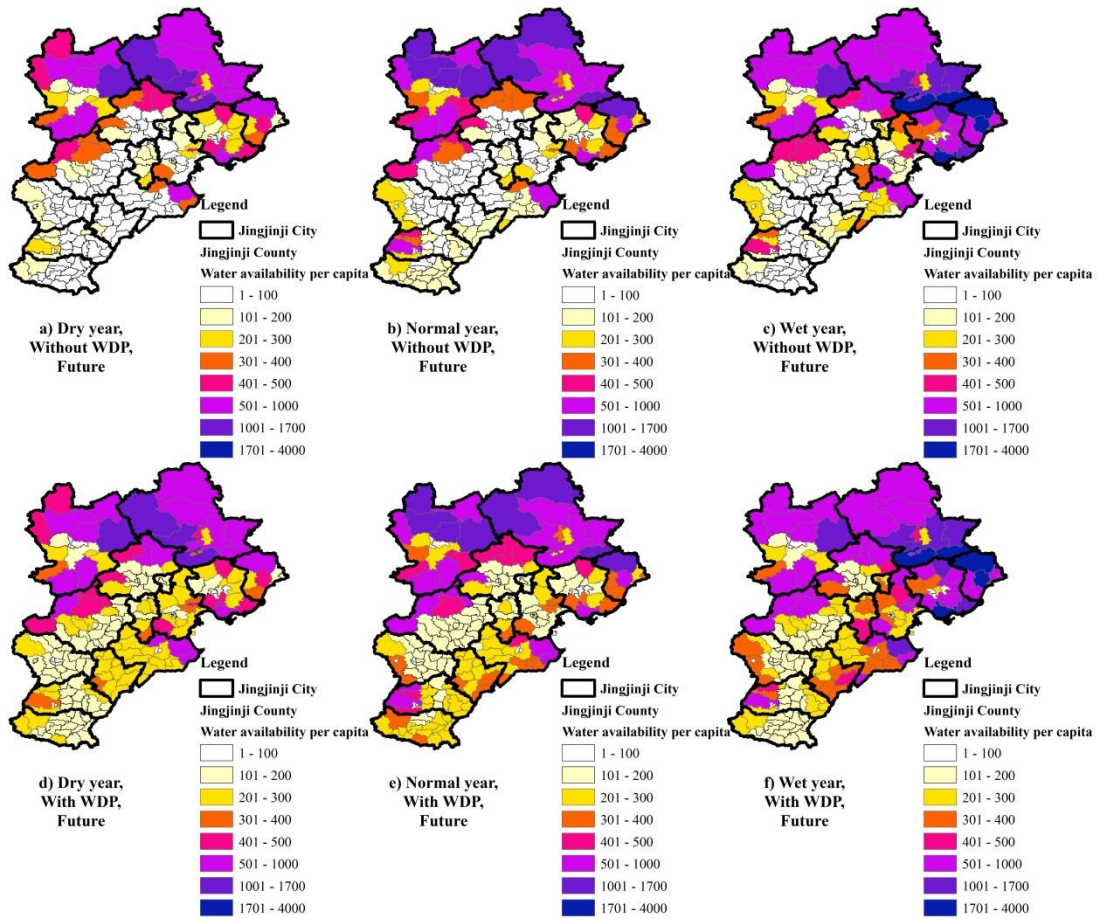 Legend
Jingjinji City
Jingjinji County
Water availability per capita
1 - 100
101 - 200
201 - 300
301 - 400
401 - 500
501 - 1000
1001 - 1700
1701 - 4000
a) Dry year,
Without WDP,
Future
Legend
Jingjinji City
Jingjinji County
Water availability per capita
1 - 100
101 - 200
201 - 300
301 - 400
401 - 500
501 - 1000
1001 - 1700
1701 - 4000
b) Normal year,
Without WDP,
Future
Legend
Jingjinji City
Jingjinji County
Water availability per capita
1 - 100
101 - 200
201 - 300
301 - 400
401 - 500
501 - 1000
1001 - 1700
1701 - 4000
c) Wet year,
Without WDP,
Future
Legend
Jingjinji City
Jingjinji County
Water availability per capita
1 - 100
101 - 200
201 - 300
301 - 400
401 - 500
501 - 1000
1001 - 1700
1701 - 4000
d) Dry year,
With WDP,
Future
Legend
Jingjinji City
Jingjinji County
Water availability per capita
1 - 100
101 - 200
201 - 300
301 - 400
401 - 500
501 - 1000
1001 - 1700
1701 - 4000
e) Normal year,
With WDP,
Future
Legend
Jingjinji City
Jingjinji County
Water availability per capita
1 - 100
101 - 200
201 - 300
301 - 400
401 - 500
501 - 1000
1001 - 1700
1701 - 4000
f) Wet year,
With WDP,
Future